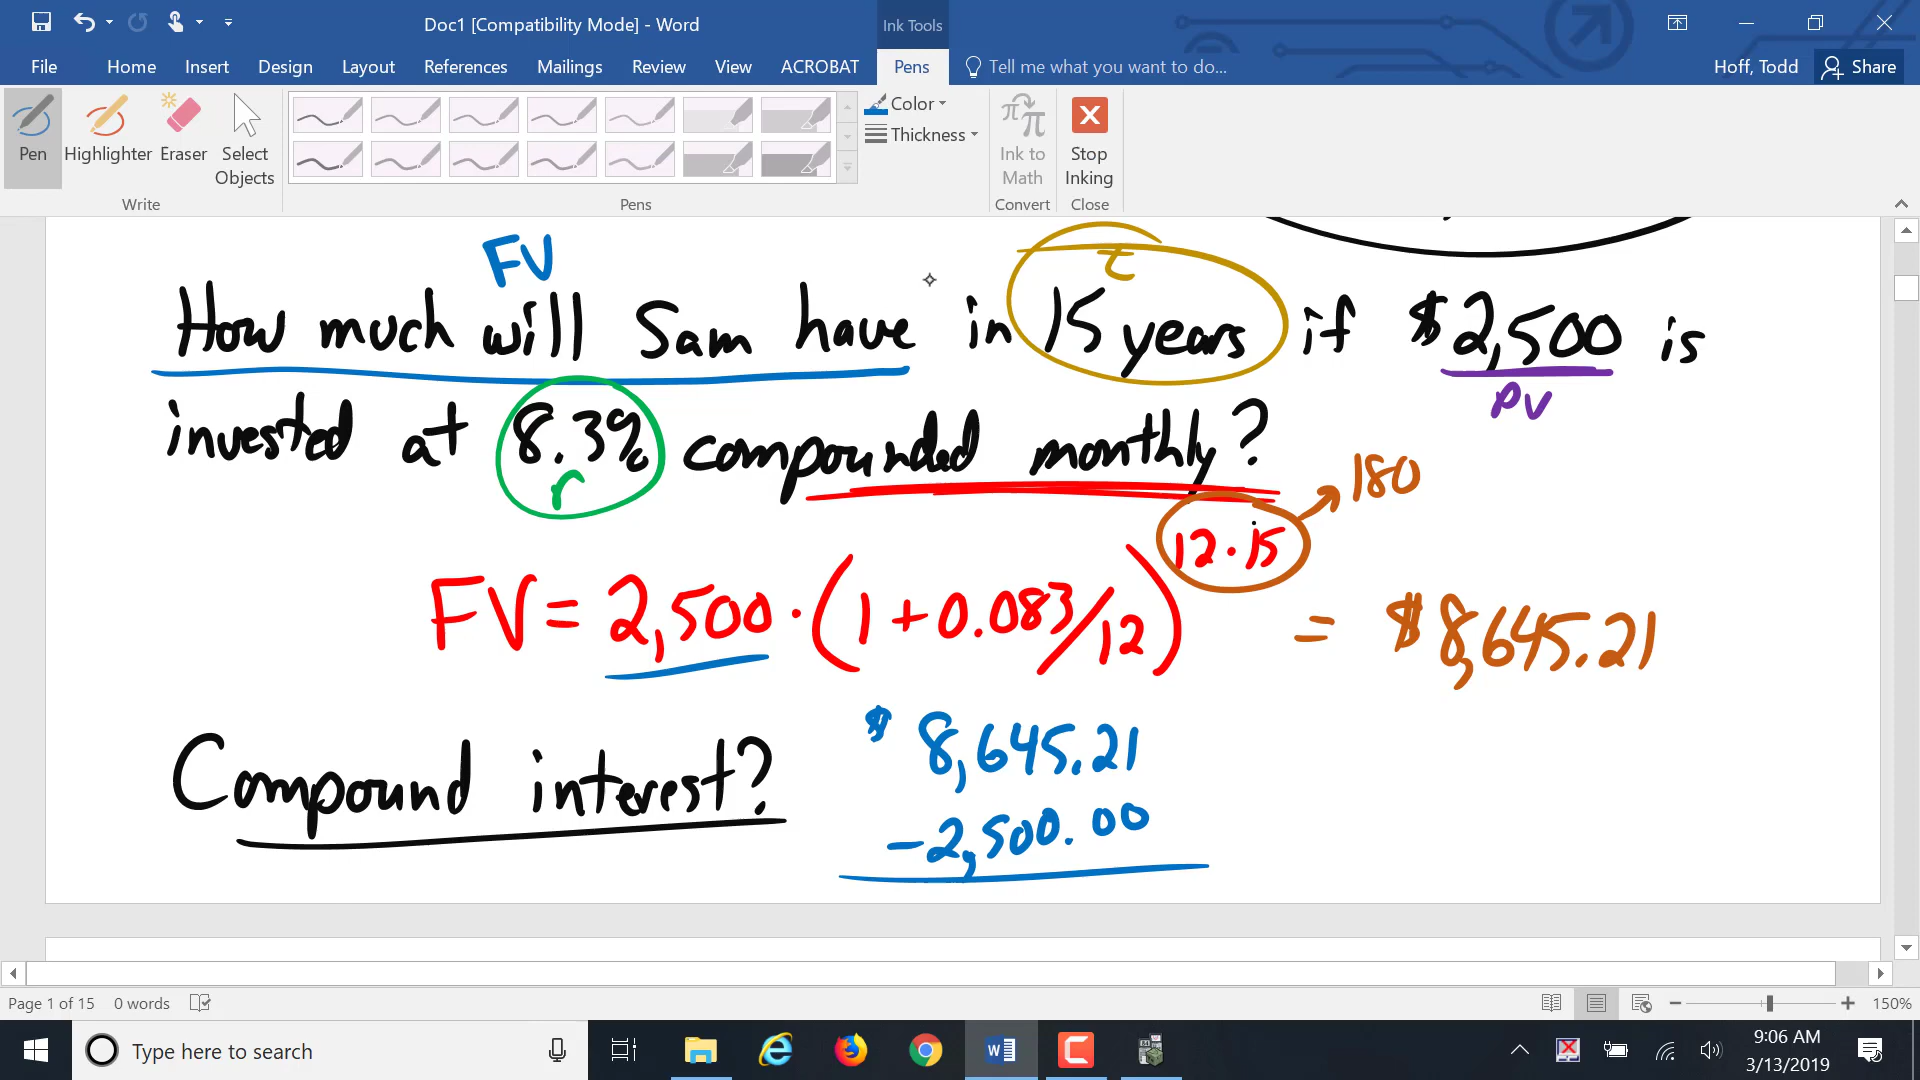 Doc1 [Compatibility Mode] - Word
Ink Tools
File Home Insert Design Layout References Mailings Review View ACROBAT Pens Tell me what you want to do... Hoff, Todd Share
Pen Highlighter Eraser Select Objects
Color
Thickness
Ink to Math
Stop Inking
Write Pens Convert Close
FV t
How much will Sam have in 15 years if $2,500 is
PV
invested at 8.3% compounded monthly?
r
180
12·15
FV = 2,500 · (1 + 0.083/12) = $8,645.21
Compound interest?
$ 8,645.21
-2,500.00
Page 1 of 15 0 words 150%
Type here to search
9:06 AM
3/13/2019